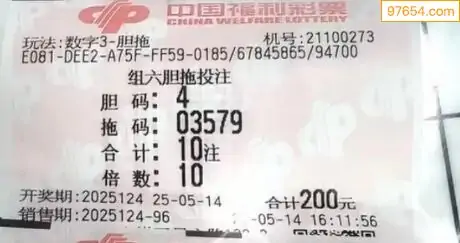 97654.com
中国福利彩票
CHINA WELFARE LOTTERY
玩法:数字3-胆拖 机号:21100273
E081-DEE2-A75F-FF59-0185/67845865/94700
组六胆拖投注
胆码:4
拖码:03579
合计:10注
倍数:10
开奖期:2025124 25-05-14 合计200元
销售期:2025124-96 -05-14 16:11:56